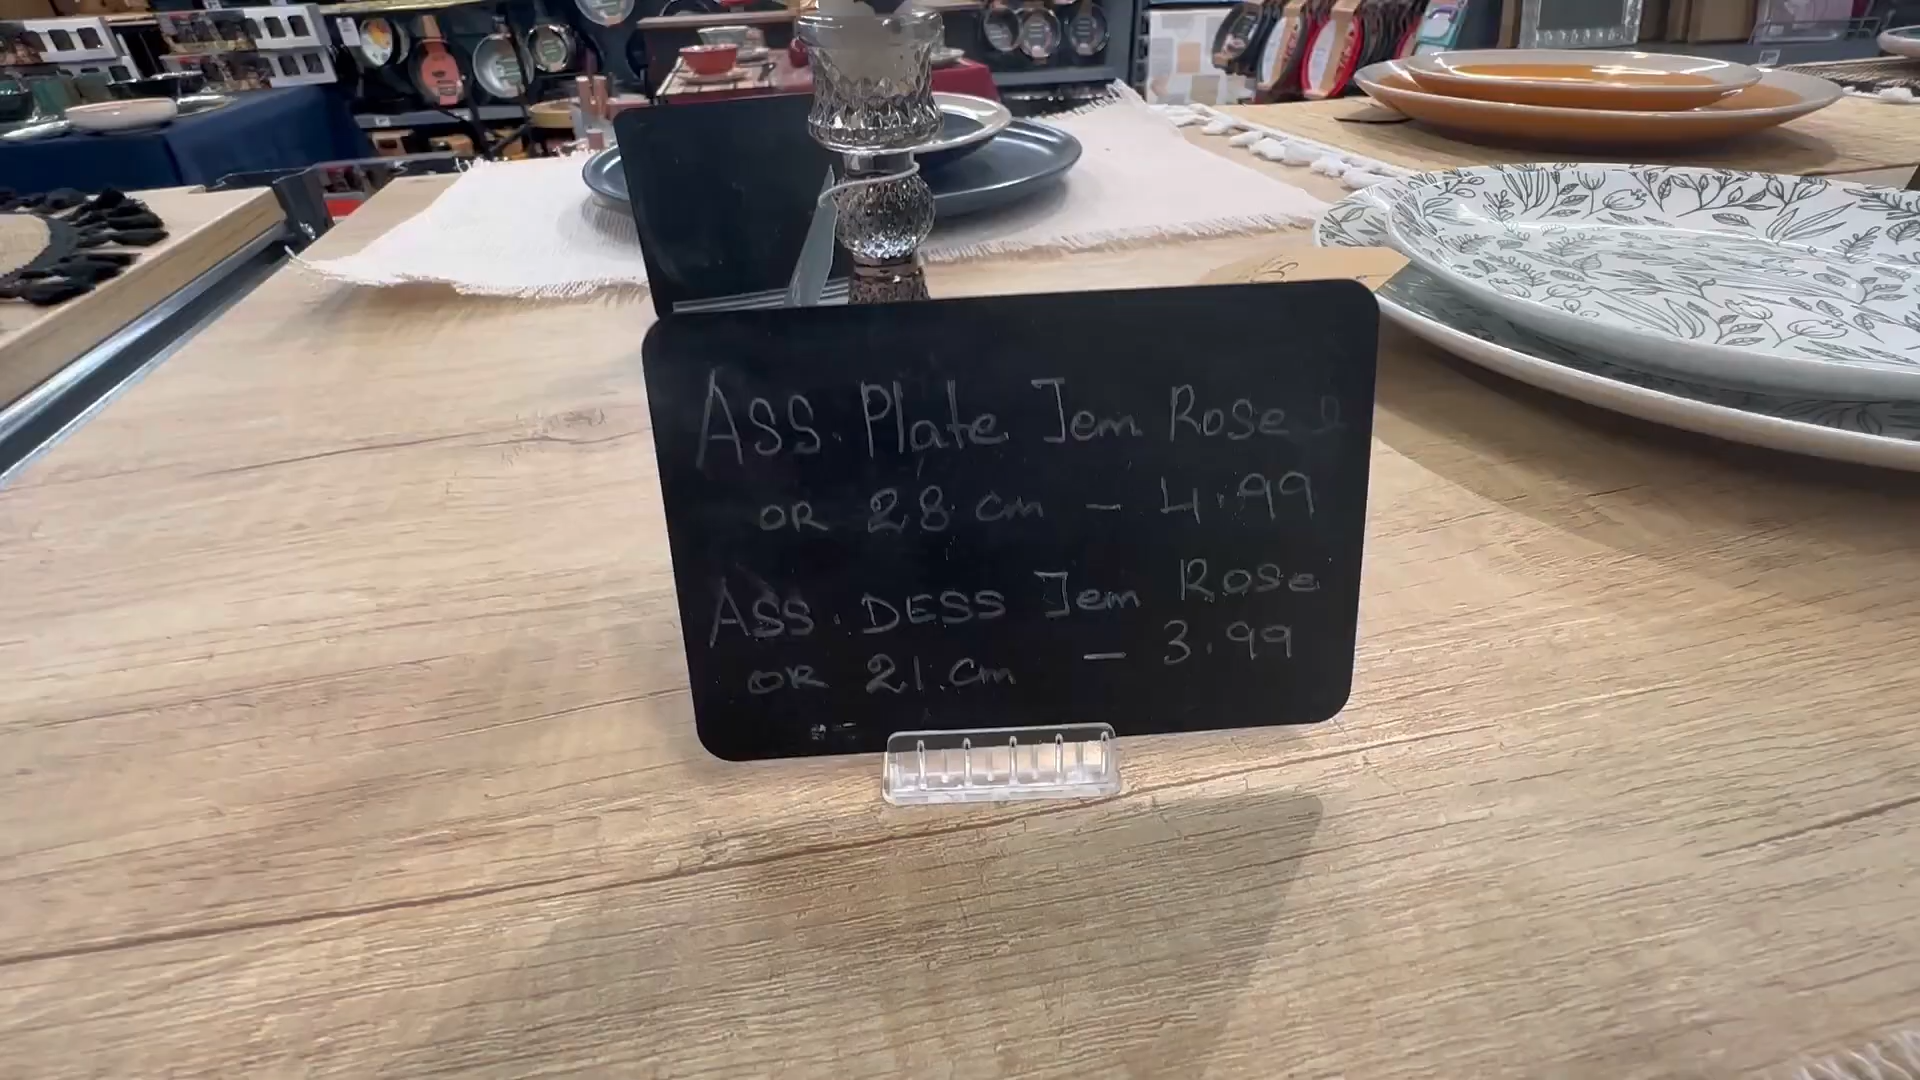 ASS. Plate Jem Rose
OR 28 cm - 4.99
ASS. DESS Jem Rose
OR 21 cm - 3.99